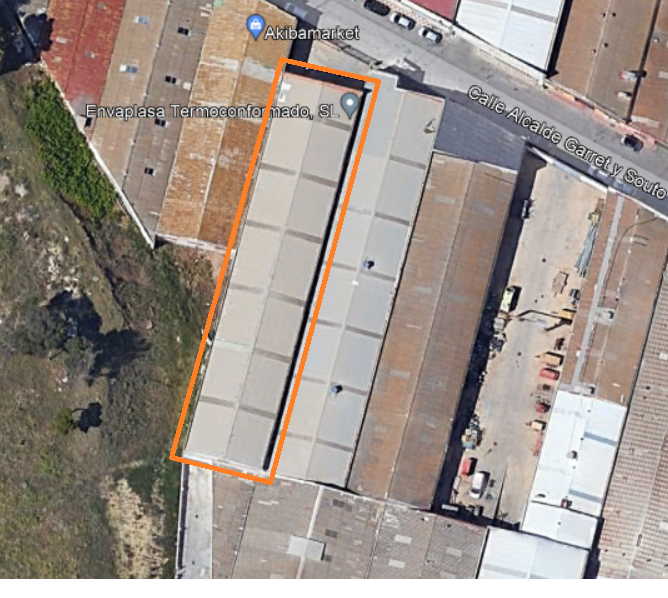 Akibamarket
Envaplasa Termoconformado, SL
Calle Alcalde Garret y Souto